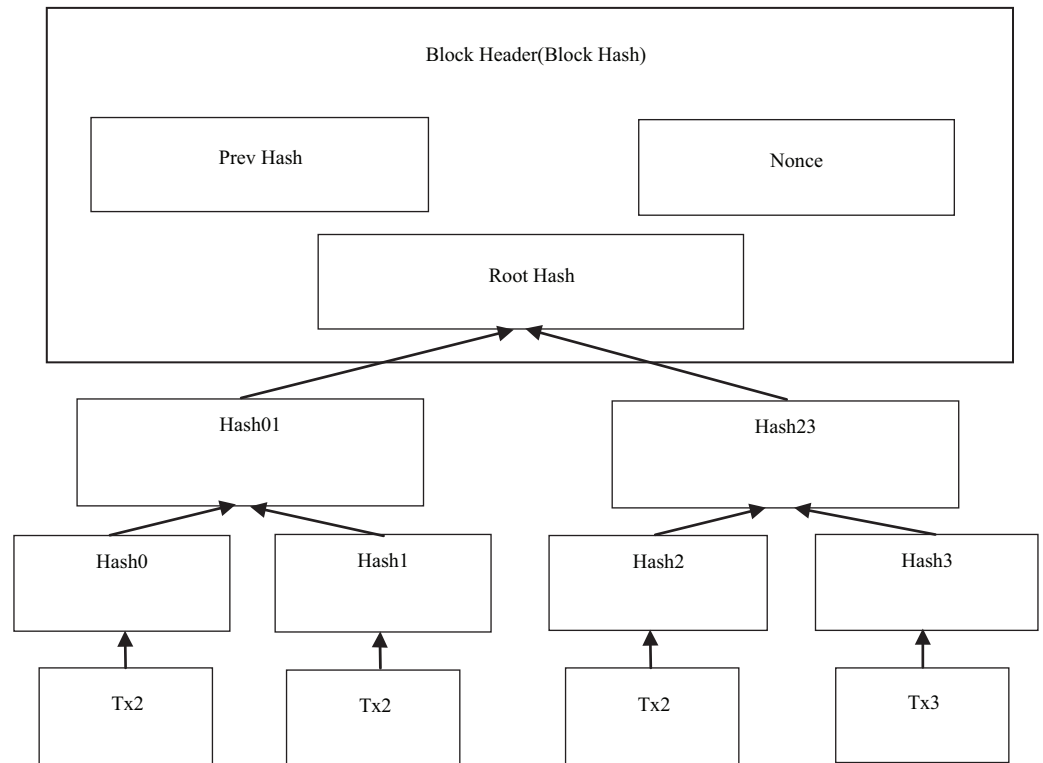 Block Header(Block Hash)
Prev Hash
Nonce
Root Hash
Hash01
Hash23
Hash0
Hash1
Hash2
Hash3
Tx2
Tx2
Tx2
Tx3